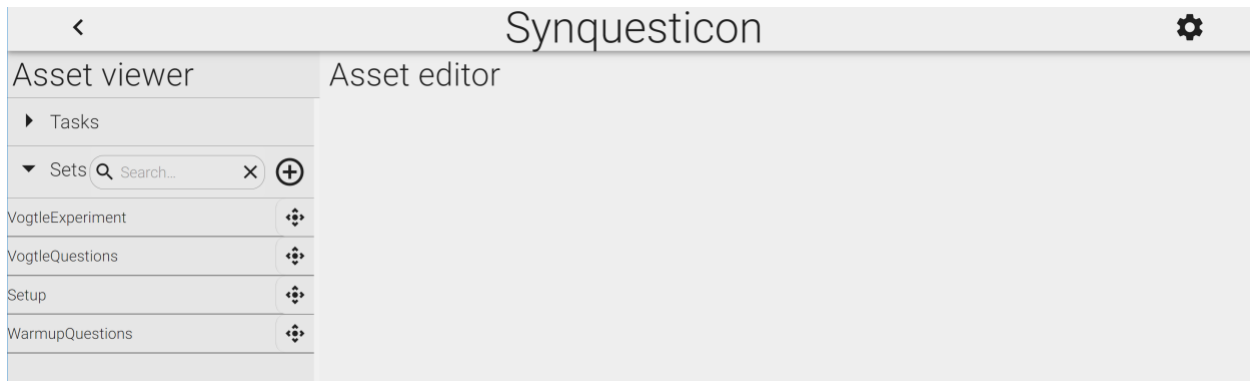 Synquesticon
Asset viewer
Asset editor
Tasks
Sets Search...
VogtleExperiment
VogtleQuestions
Setup
WarmupQuestions